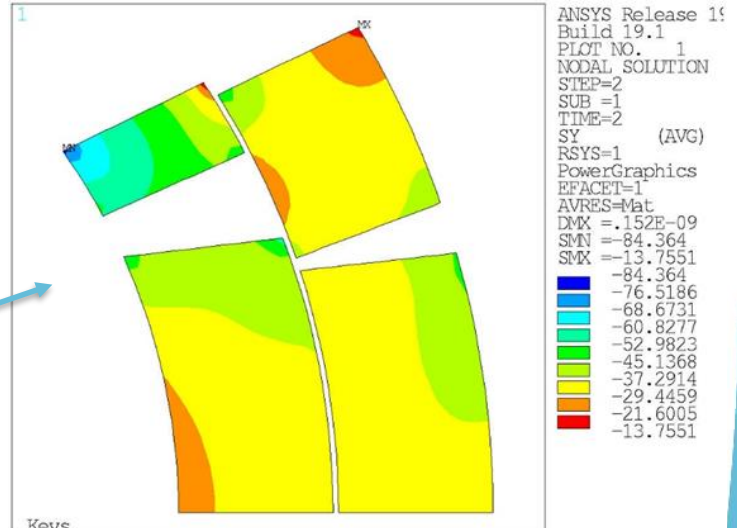 1
MX
MN
Keys
ANSYS Release 19
Build 19.1
PLOT NO. 1
NODAL SOLUTION
STEP=2
SUB =1
TIME=2
SY (AVG)
RSYS=1
PowerGraphics
EFACET=1
AVRES=Mat
DMX =.152E-09
SMN =-84.364
SMX =-13.7551
-84.364
-76.5186
-68.6731
-60.8277
-52.9823
-45.1368
-37.2914
-29.4459
-21.6005
-13.7551